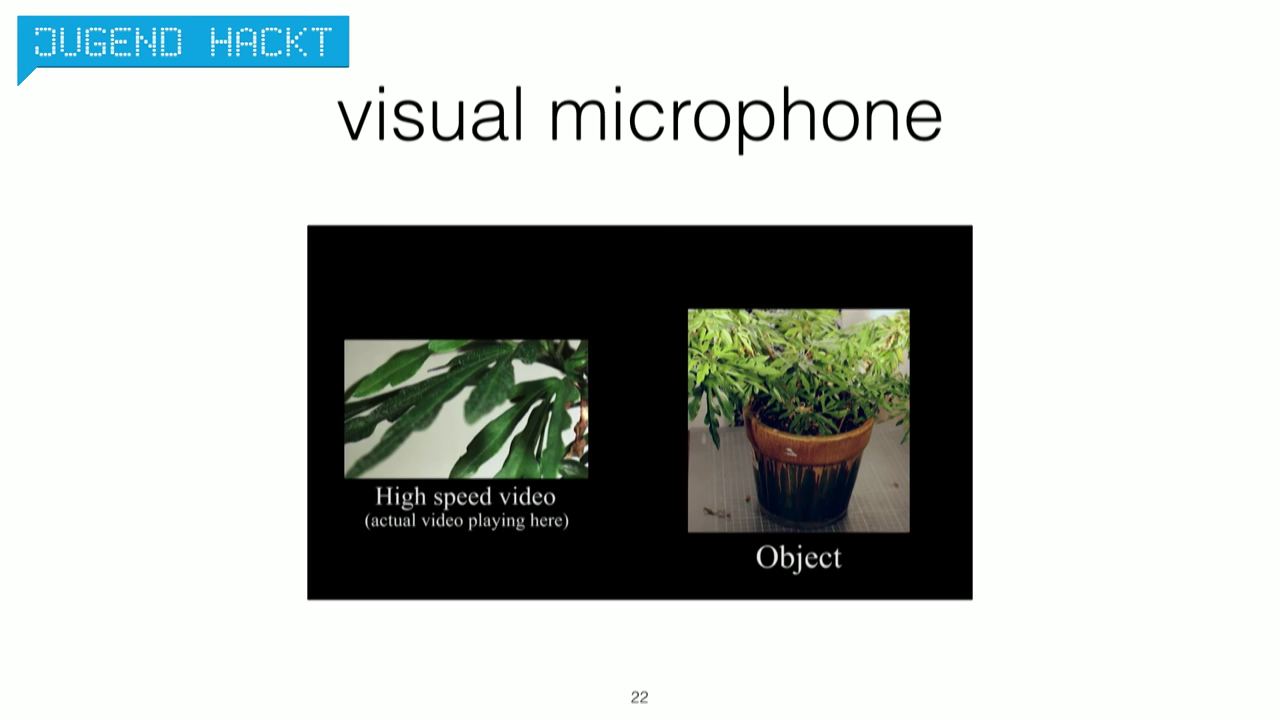 JUGEND HACKT
visual microphone
High speed video
(actual video playing here)
Object
22